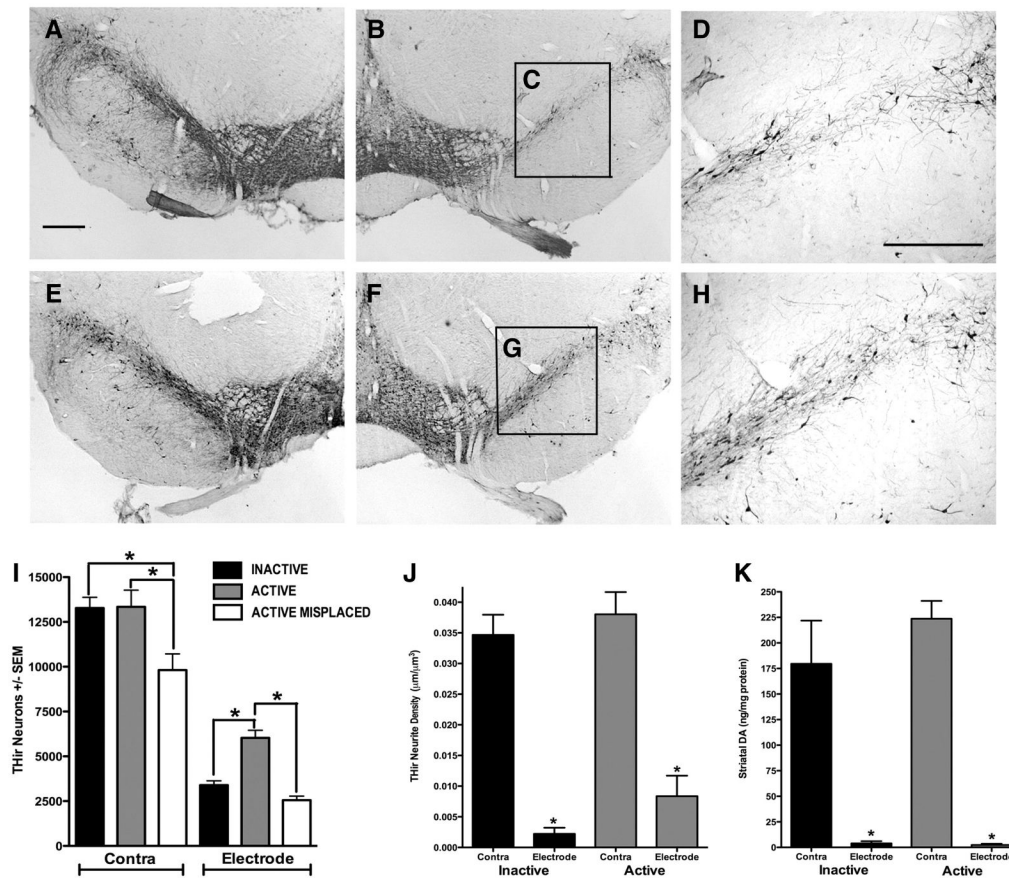 A
B
C
D
E
F
G
H
I
THir Neurons +/- SEM
15000
12500
10000
7500
5000
2500
0
* *
* *
INACTIVE
ACTIVE
ACTIVE MISPLACED
Contra
Electrode
J
THir Neurite Density (μm/μm³)
0.040
0.035
0.030
0.025
0.020
0.015
0.010
0.005
0.000
*
*
Contra Electrode Contra Electrode
Inactive Active
K
Striatal DA (ng/mg protein)
250
225
200
175
150
125
100
75
50
25
0
*
*
Contra Electrode Contra Electrode
Inactive Active